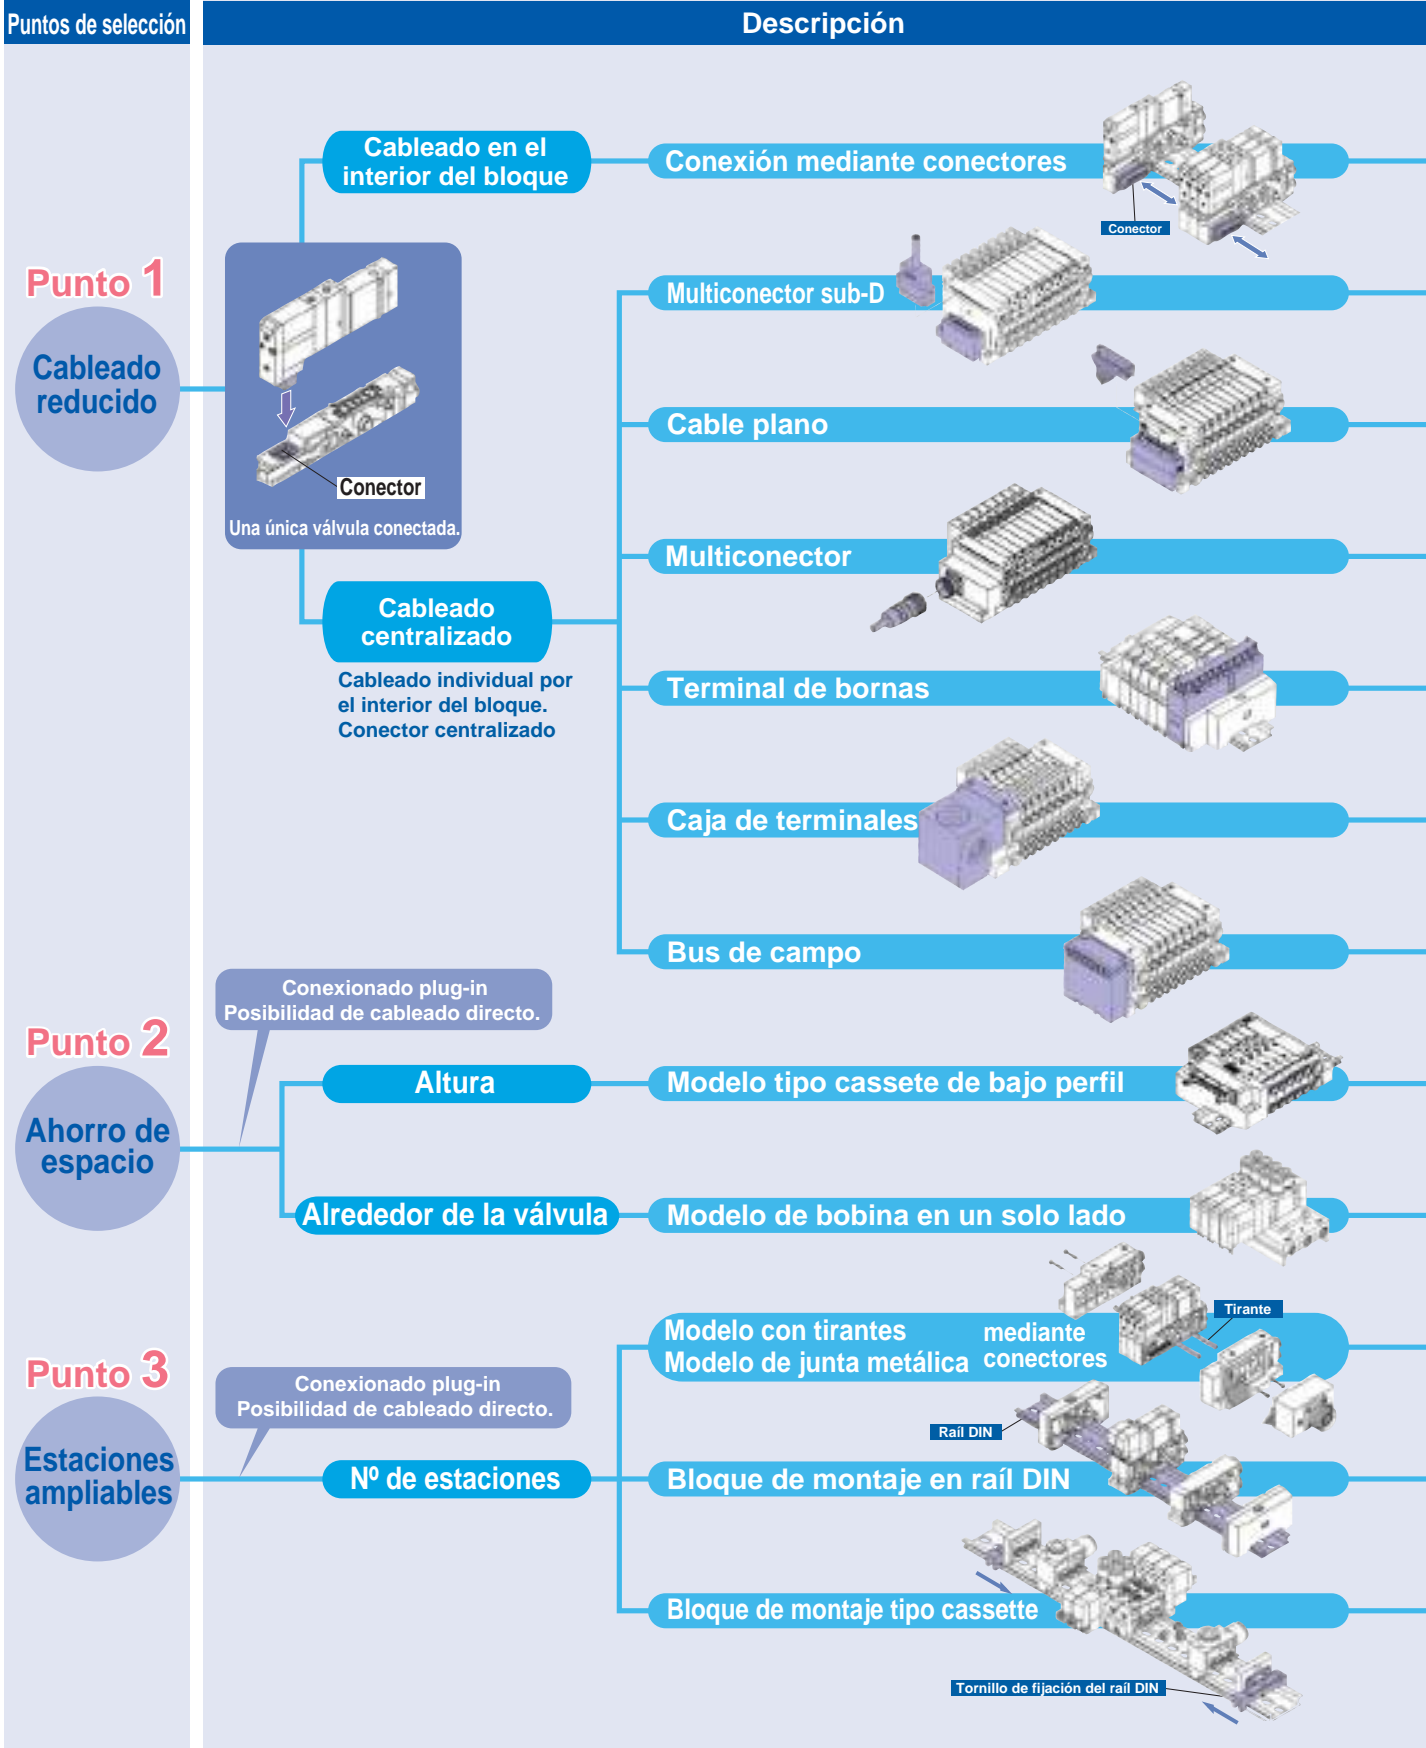 Puntos de selección
Descripción
Punto 1
Cableado
reducido
Cableado en el
interior del bloque
Conexión mediante conectores
Conector
Conector
Una única válvula conectada.
Multiconector sub-D
Cable plano
Multiconector
Cableado
centralizado
Cableado individual por
el interior del bloque.
Conector centralizado
Terminal de bornas
Caja de terminales
Bus de campo
Punto 2
Ahorro de
espacio
Conexionado plug-in
Posibilidad de cableado directo.
Altura
Modelo tipo cassete de bajo perfil
Alrededor de la válvula
Modelo de bobina en un solo lado
Punto 3
Estaciones
ampliables
Conexionado plug-in
Posibilidad de cableado directo.
Nº de estaciones
Modelo con tirantes
Modelo de junta metálica
mediante
conectores
Tirante
Raíl DIN
Bloque de montaje en raíl DIN
Bloque de montaje tipo cassette
Tornillo de fijación del raíl DIN